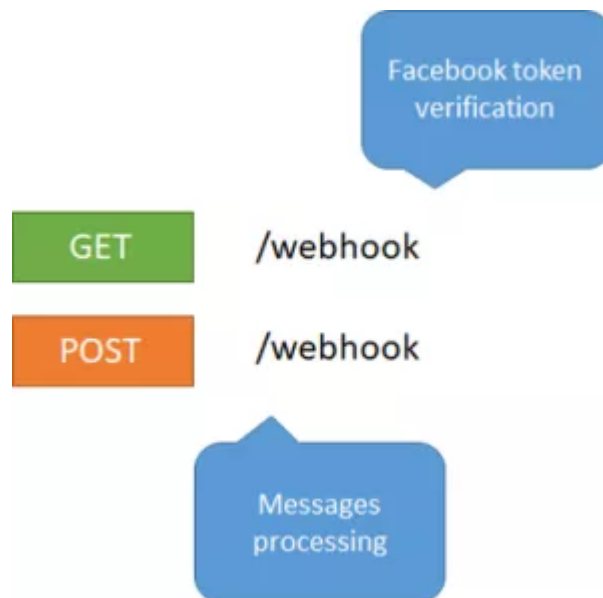 Facebook token
verification
GET /webhook
POST /webhook
Messages
processing